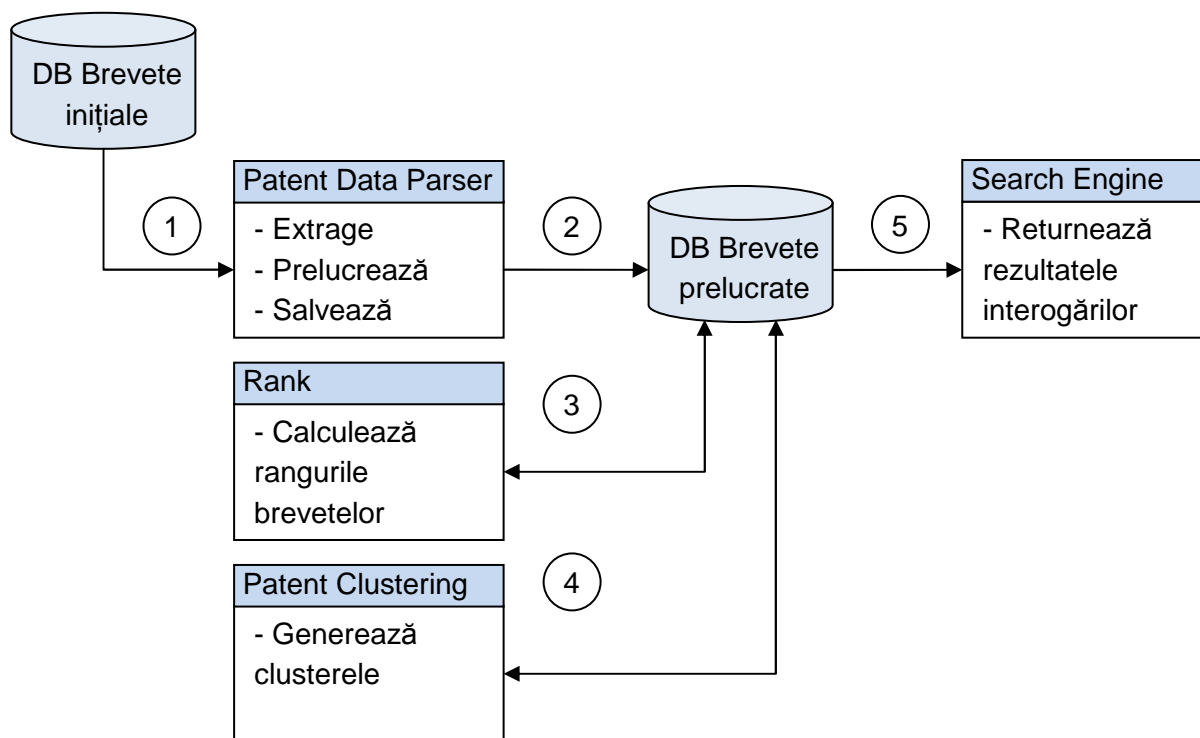 DB Brevete
inițiale
1
Patent Data Parser
- Extrage
- Prelucrează
- Salvează
2
DB Brevete
prelucrate
5
Search Engine
- Returnează
rezultatele
interogărilor
Rank
- Calculează
rangurile
brevetelor
3
Patent Clustering
- Generează
clusterele
4